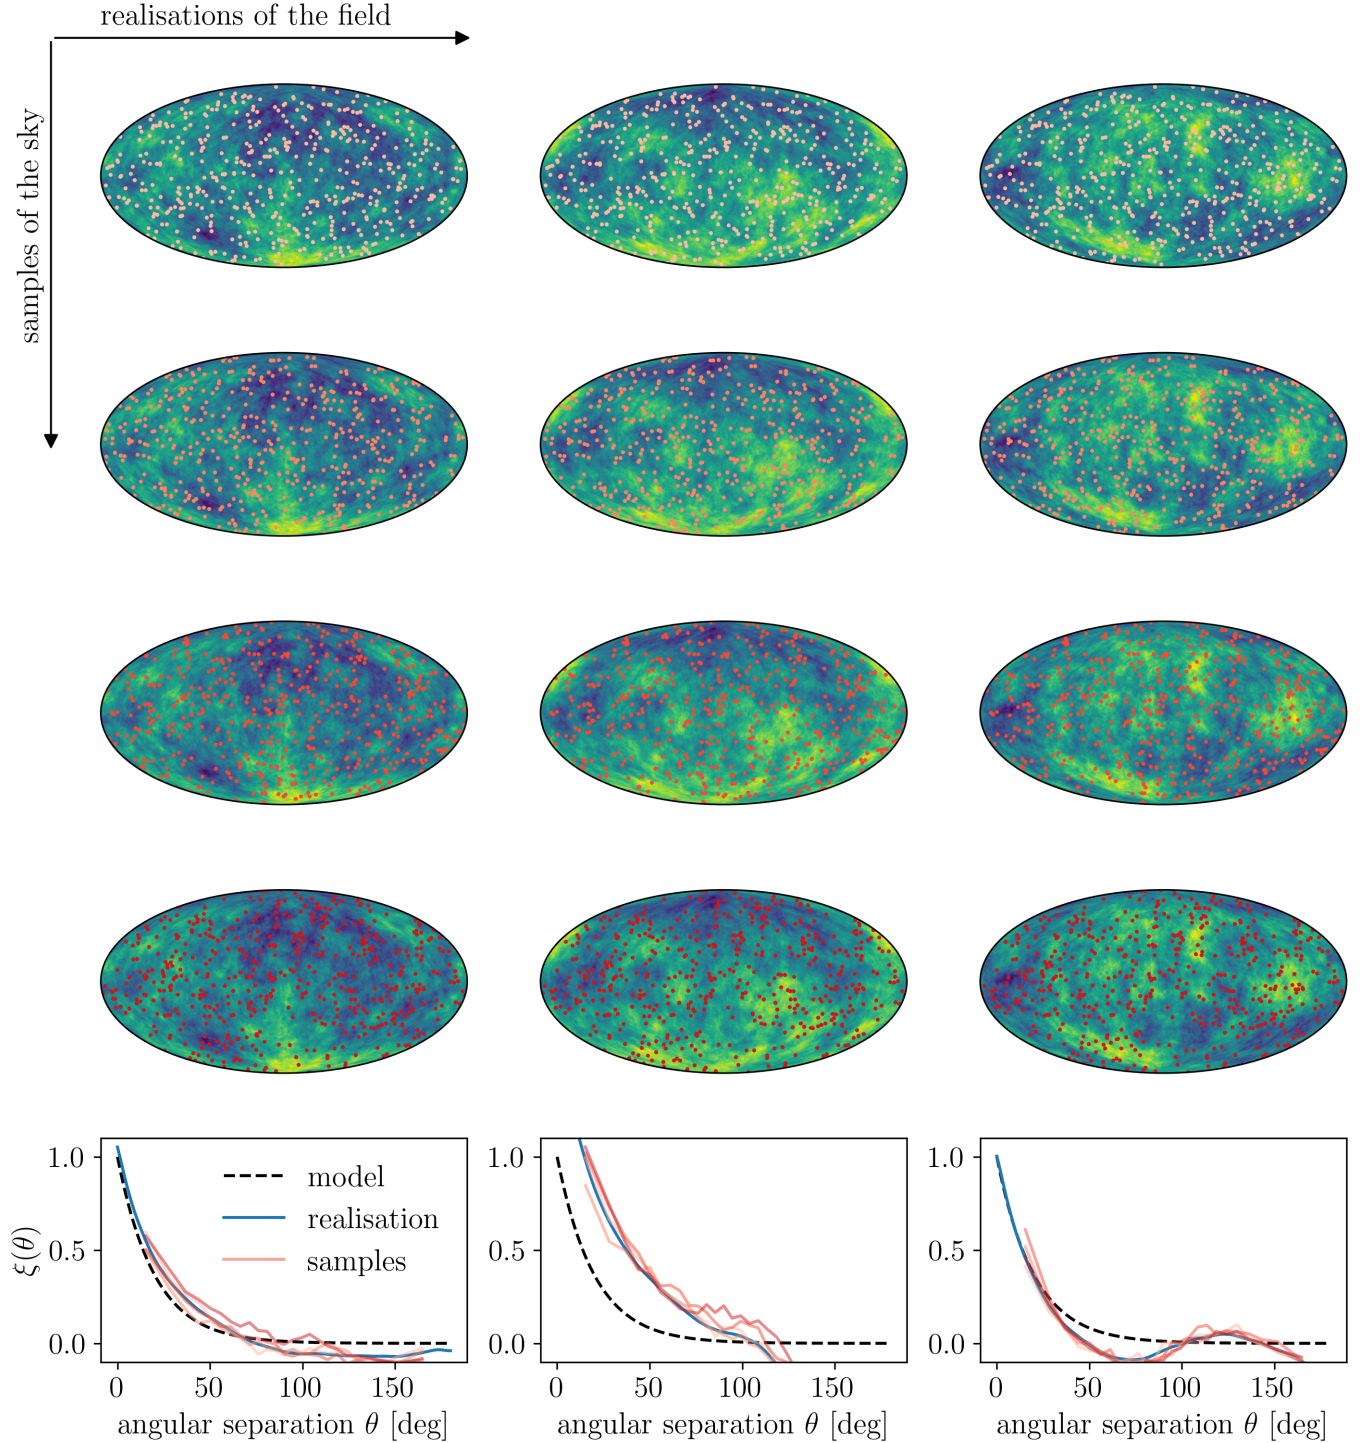 realisations of the field
samples of the sky
ξ(θ)
1.0
0.5
0.0
model
realisation
samples
0 50 100 150
angular separation θ [deg]
1.0
0.5
0.0
0 50 100 150
angular separation θ [deg]
1.0
0.5
0.0
0 50 100 150
angular separation θ [deg]